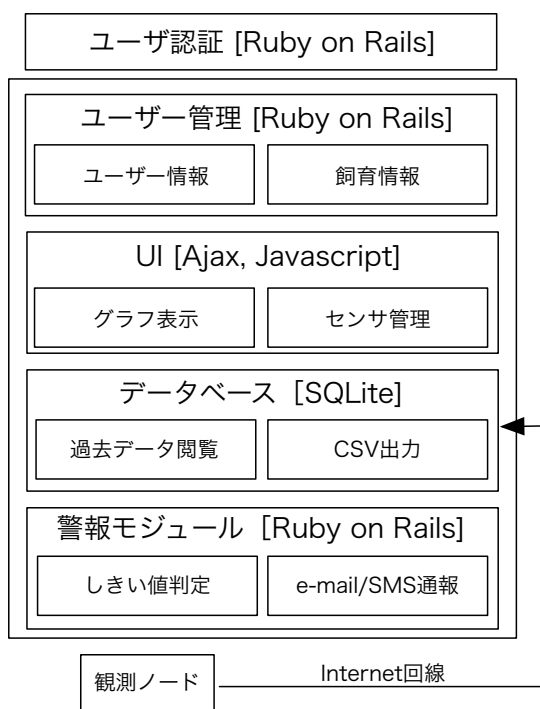 ユーザ認証 [Ruby on Rails]
ユーザー管理 [Ruby on Rails]
ユーザー情報
飼育情報
UI [Ajax, Javascript]
グラフ表示
センサ管理
データベース [SQLite]
過去データ閲覧
CSV出力
警報モジュール [Ruby on Rails]
しきい値判定
e-mail/SMS通報
観測ノード
Internet回線